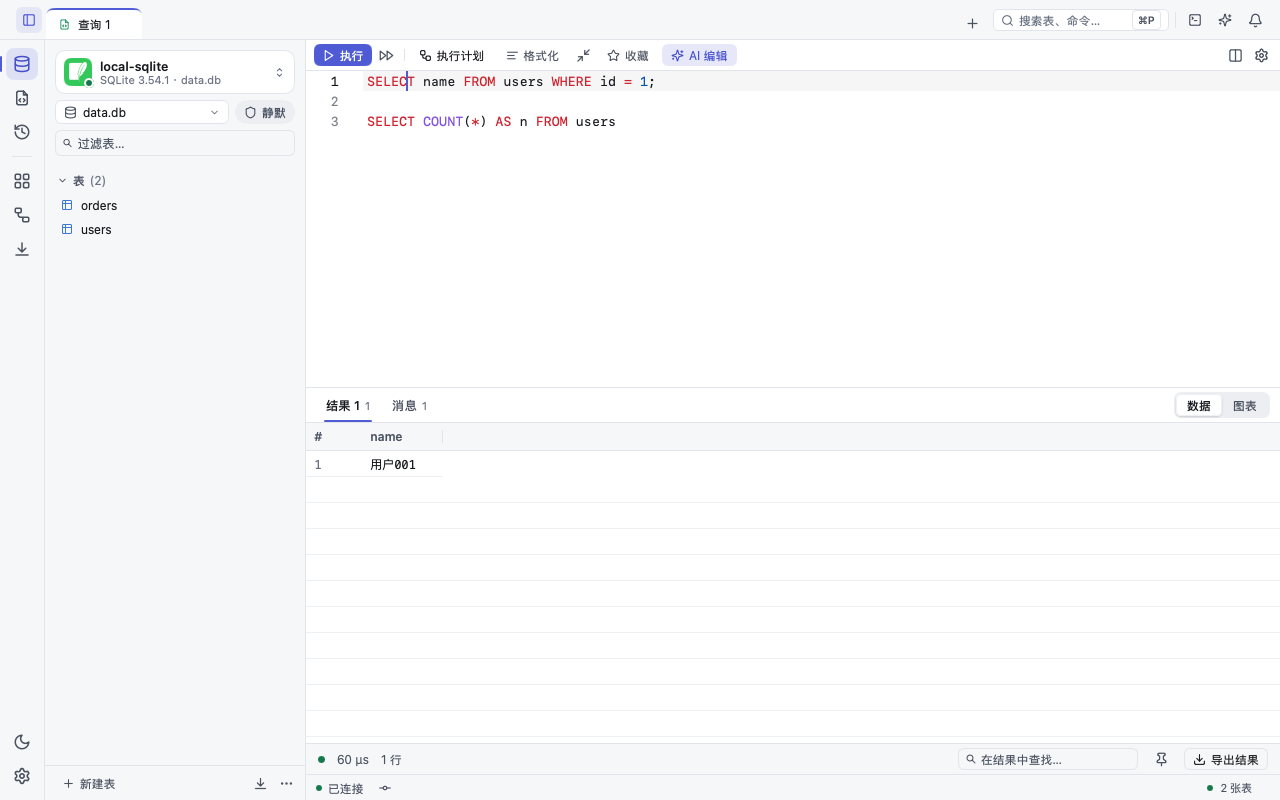 查询 1
搜索表、命令... ⌘P
local-sqlite
SQLite 3.54.1 · data.db
data.db 静默
过滤表...
表 (2)
orders
users
新建表
执行 执行计划 格式化 收藏 AI 编辑
1 SELECT name FROM users WHERE id = 1;
2
3 SELECT COUNT(*) AS n FROM users
结果 1 1 消息 1 数据 图表
# name
1 用户001
60 µs 1 行 在结果中查找... 导出结果
已连接 2 张表